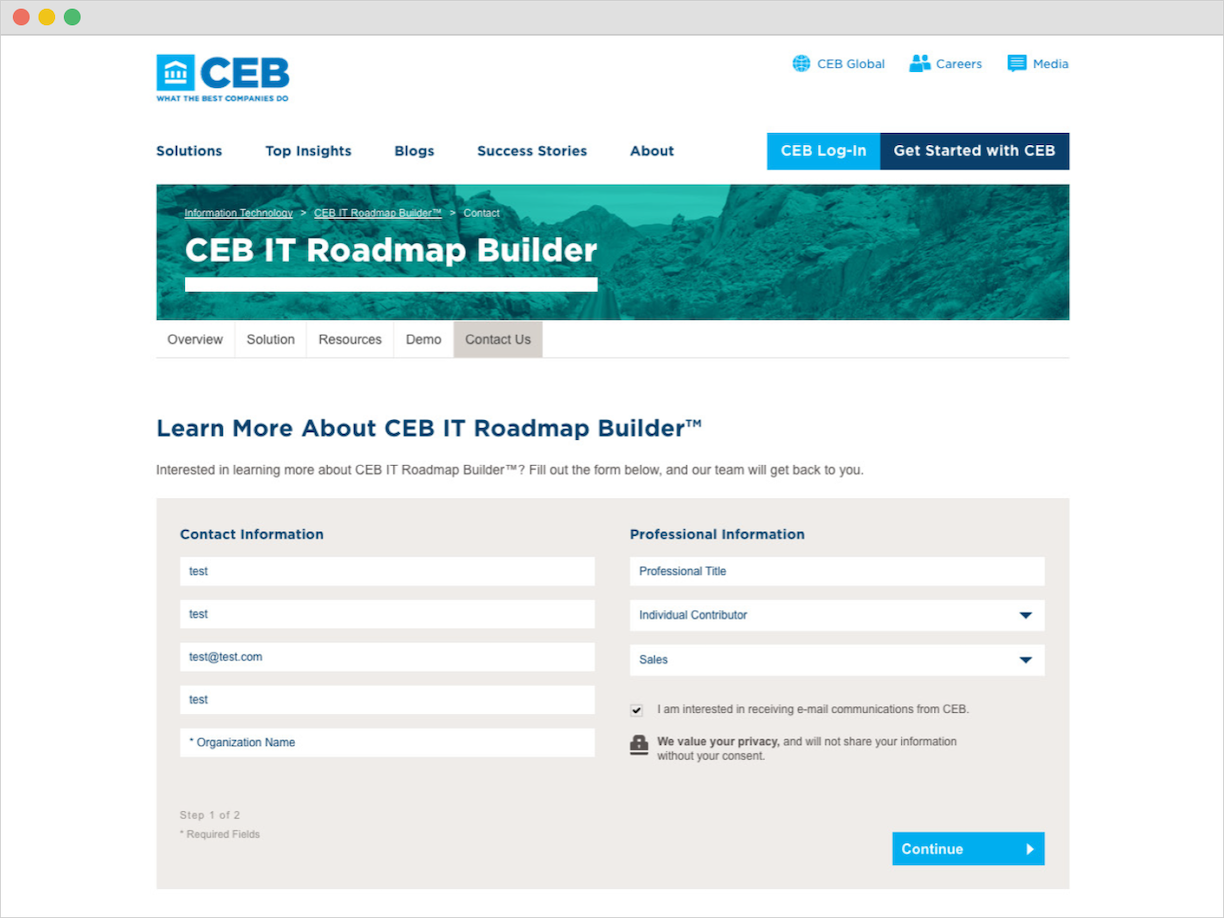 CEB
WHAT THE BEST COMPANIES DO
CEB Global
Careers
Media
Solutions
Top Insights
Blogs
Success Stories
About
CEB Log-In
Get Started with CEB
Information Technology > CEB IT Roadmap Builder™ > Contact
CEB IT Roadmap Builder
Overview
Solution
Resources
Demo
Contact Us
Learn More About CEB IT Roadmap Builder™
Interested in learning more about CEB IT Roadmap Builder™? Fill out the form below, and our team will get back to you.
Contact Information
test
test
test@test.com
test
* Organization Name
Professional Information
Professional Title
Individual Contributor
Sales
I am interested in receiving e-mail communications from CEB.
We value your privacy, and will not share your information
without your consent.
Step 1 of 2
* Required Fields
Continue